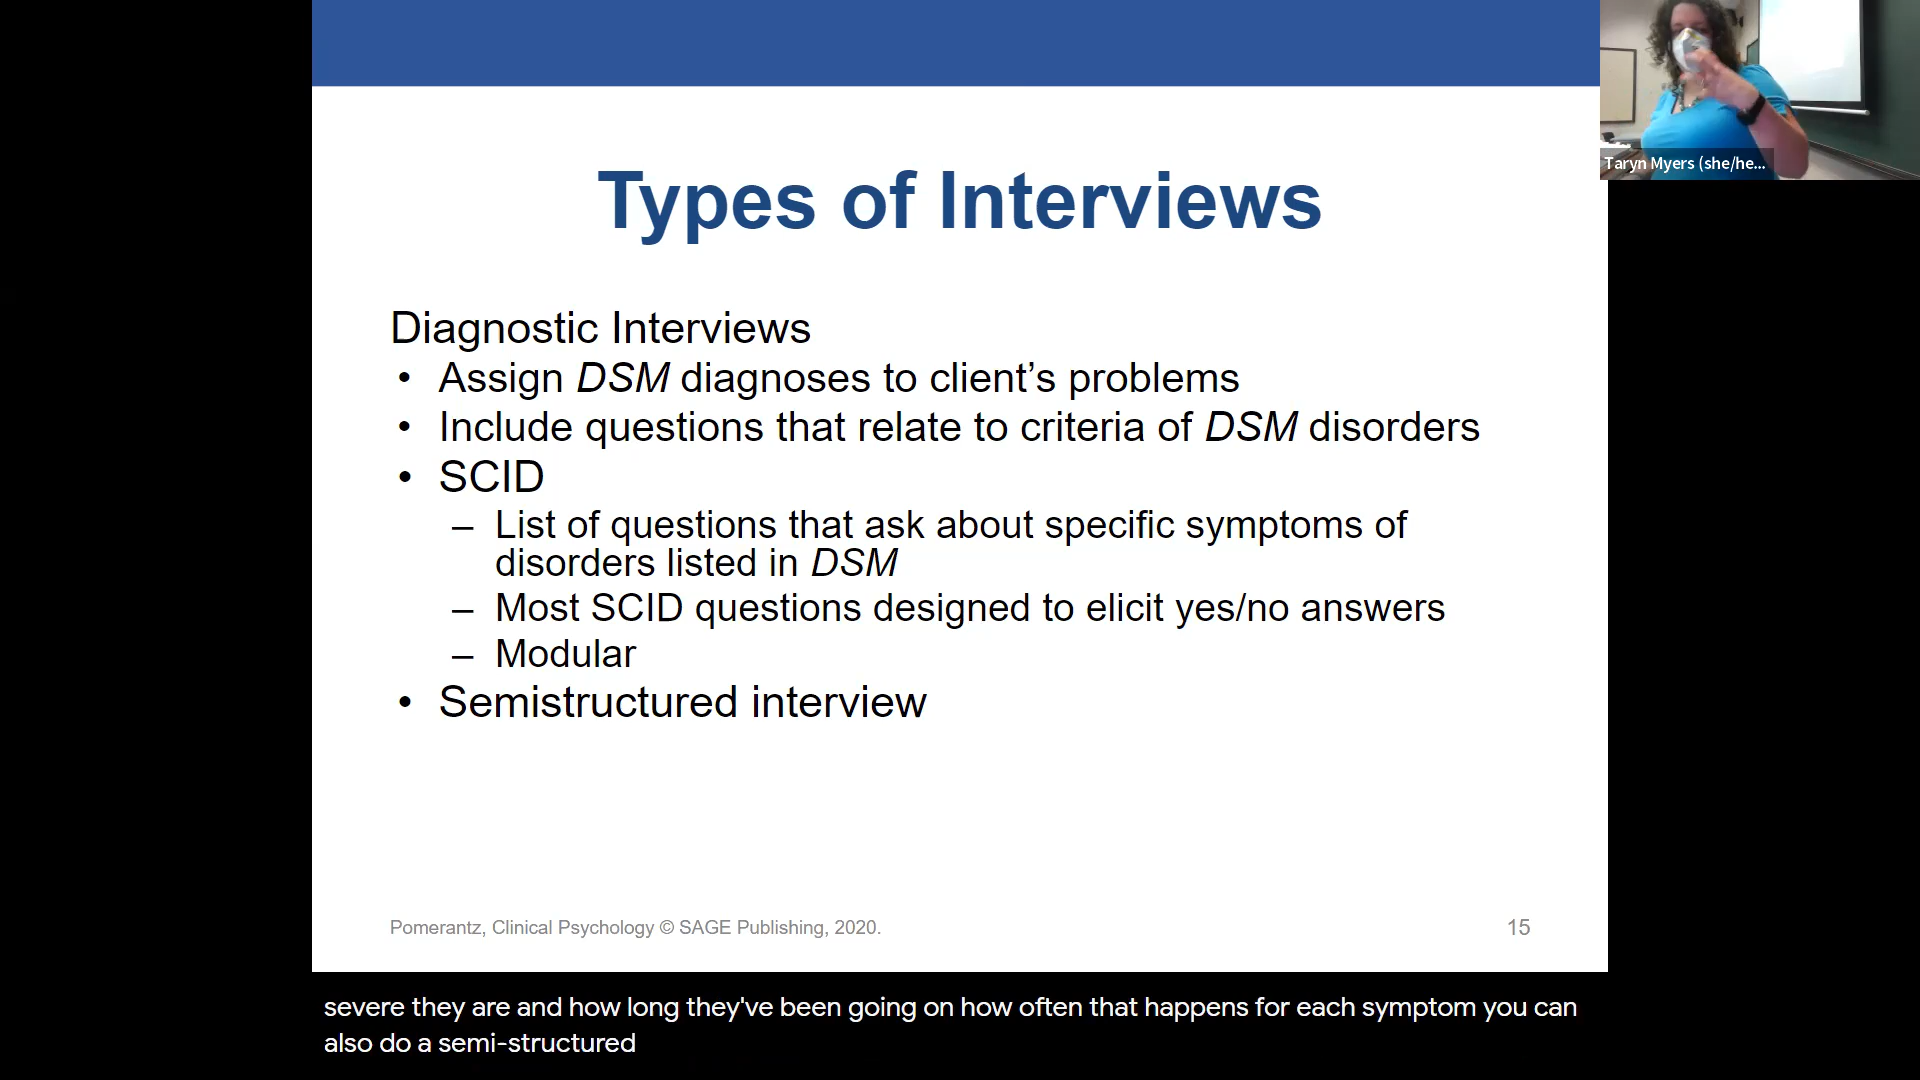 Taryn Myers (she/he...
Types of Interviews
Diagnostic Interviews
• Assign DSM diagnoses to client’s problems
• Include questions that relate to criteria of DSM disorders
• SCID
– List of questions that ask about specific symptoms of
disorders listed in DSM
– Most SCID questions designed to elicit yes/no answers
– Modular
• Semistructured interview
Pomerantz, Clinical Psychology © SAGE Publishing, 2020.
15
severe they are and how long they've been going on how often that happens for each symptom you can
also do a semi-structured